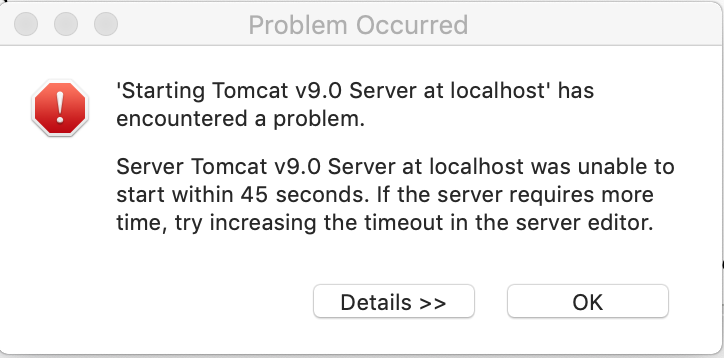 Problem Occurred
'Starting Tomcat v9.0 Server at localhost' has
encountered a problem.
Server Tomcat v9.0 Server at localhost was unable to
start within 45 seconds. If the server requires more
time, try increasing the timeout in the server editor.
Details >>
OK